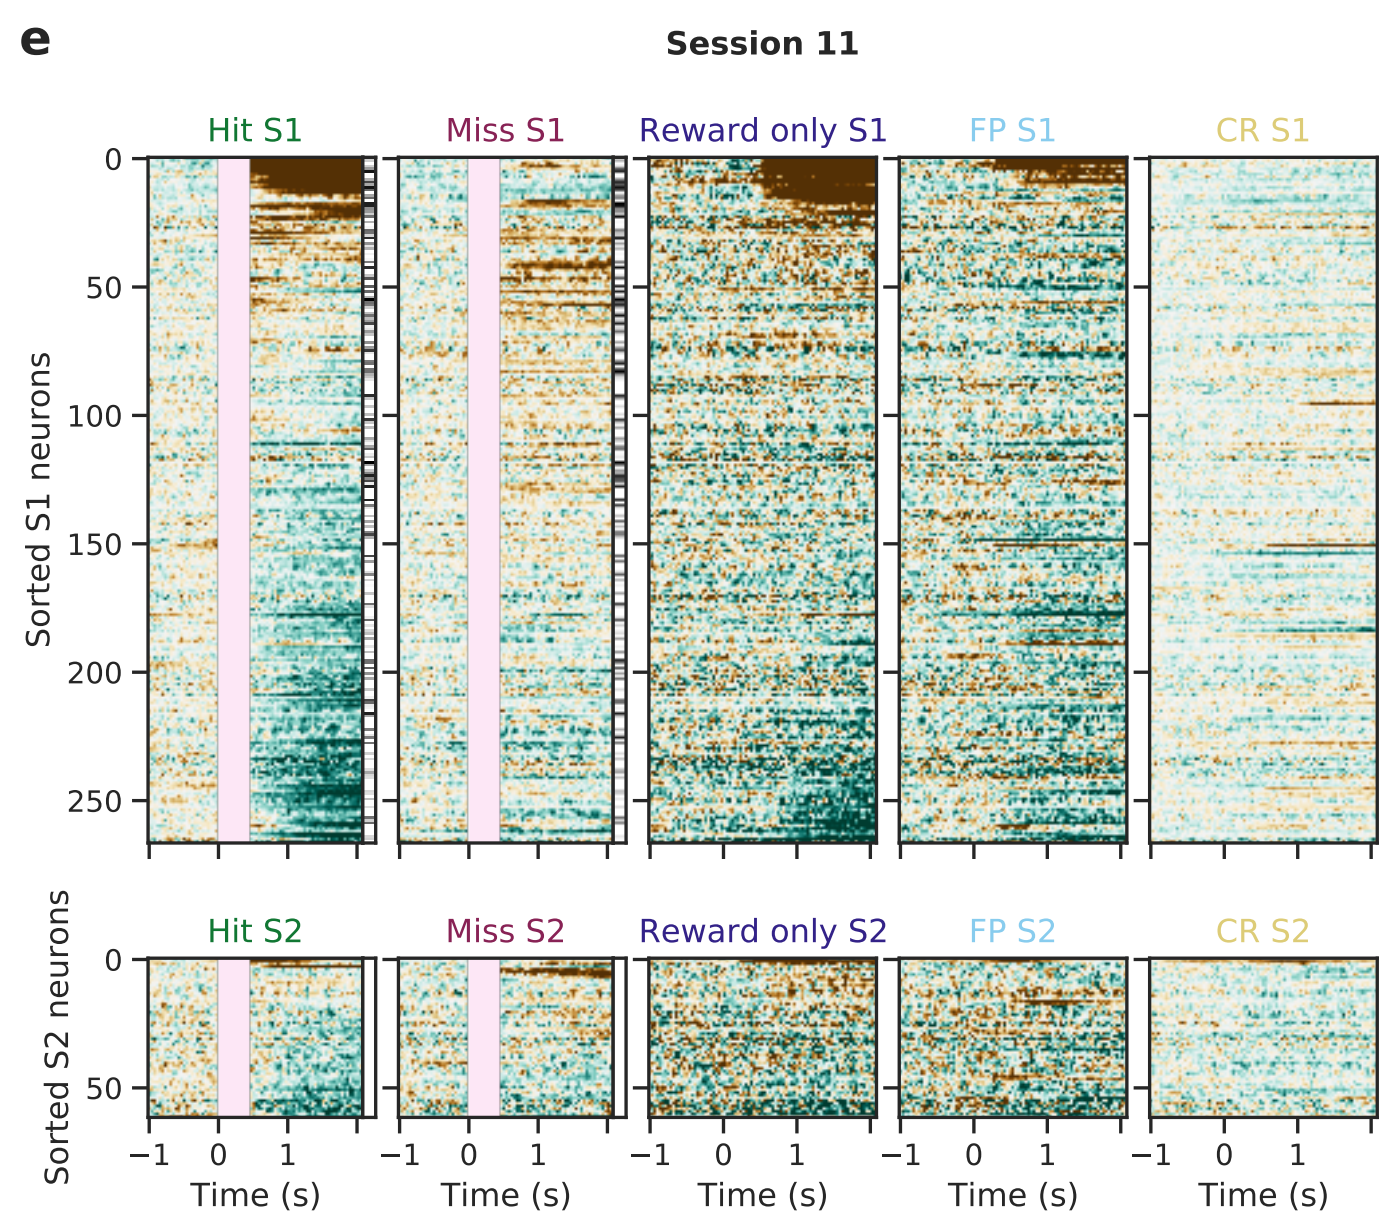 e
Session 11
Hit S1
Miss S1
Reward only S1
FP S1
CR S1
Sorted S1 neurons
0
50
100
150
200
250
Hit S2
Miss S2
Reward only S2
FP S2
CR S2
Sorted S2 neurons
0
50
−1 0 1
−1 0 1
−1 0 1
−1 0 1
−1 0 1
Time (s)
Time (s)
Time (s)
Time (s)
Time (s)